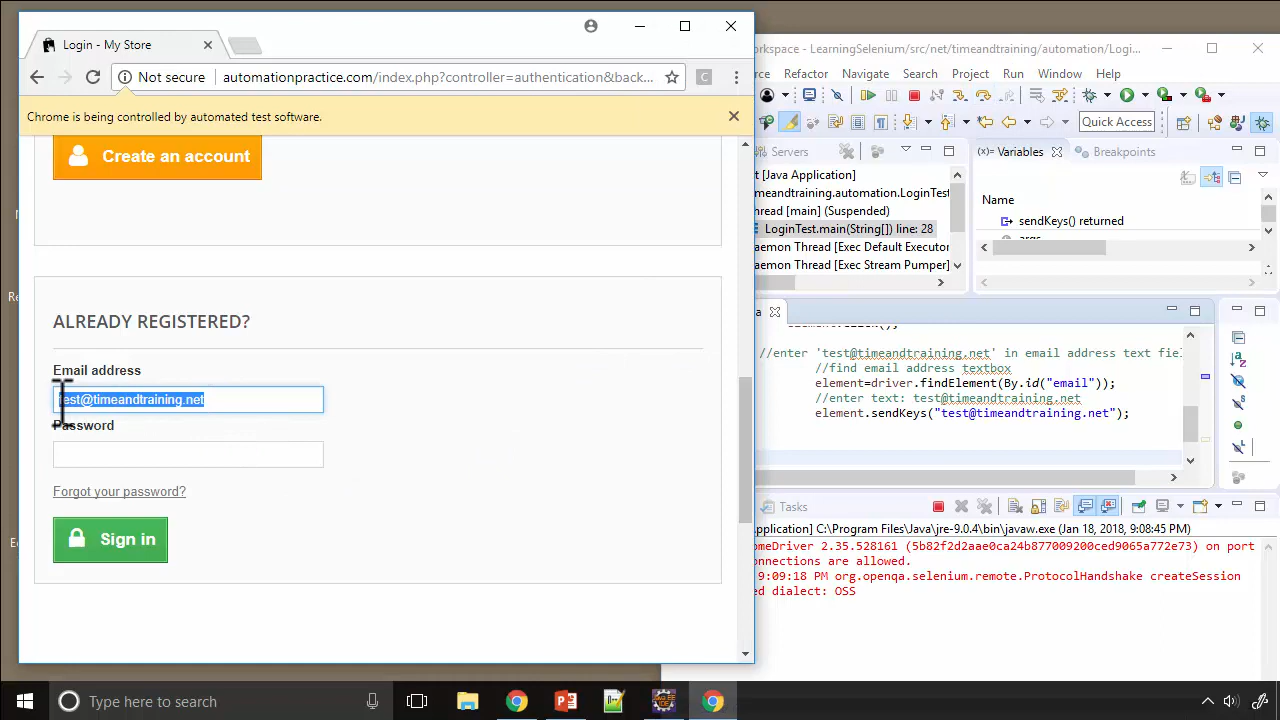 Login - My Store
Not secure
automationpractice.com/index.php?controller=authentication&back...
C
Chrome is being controlled by automated test software.
Create an account
ALREADY REGISTERED?
Email address
test@timeandtraining.net
Password
Forgot your password?
Sign in
orkspace - LearningSelenium/src/net/timeandtraining/automation/Logi...
rce Refactor Navigate Search Project Run Window Help
Quick Access
Servers
t [Java Application]
meandtraining.automation.LoginTest
hread [main] (Suspended)
LoginTest.main(String[]) line: 28
aemon Thread [Exec Default Executor
aemon Thread [Exec Stream Pumper]
(x)= Variables
Breakpoints
Name
sendKeys() returned
args
a
element.click();
//enter 'test@timeandtraining.net' in email address text fiel
//find email address textbox
element=driver.findElement(By.id("email"));
//enter text: test@timeandtraining.net
element.sendKeys("test@timeandtraining.net");
Tasks
pplication] C:\Program Files\Java\jre-9.0.4\bin\javaw.exe (Jan 18, 2018, 9:08:45 PM)
omeDriver 2.35.528161 (5b82f2d2aae0ca24b877009200ced9065a772e73) on port
onnections are allowed.
9:09:18 PM org.openqa.selenium.remote.ProtocolHandshake createSession
ed dialect: OSS
Type here to search